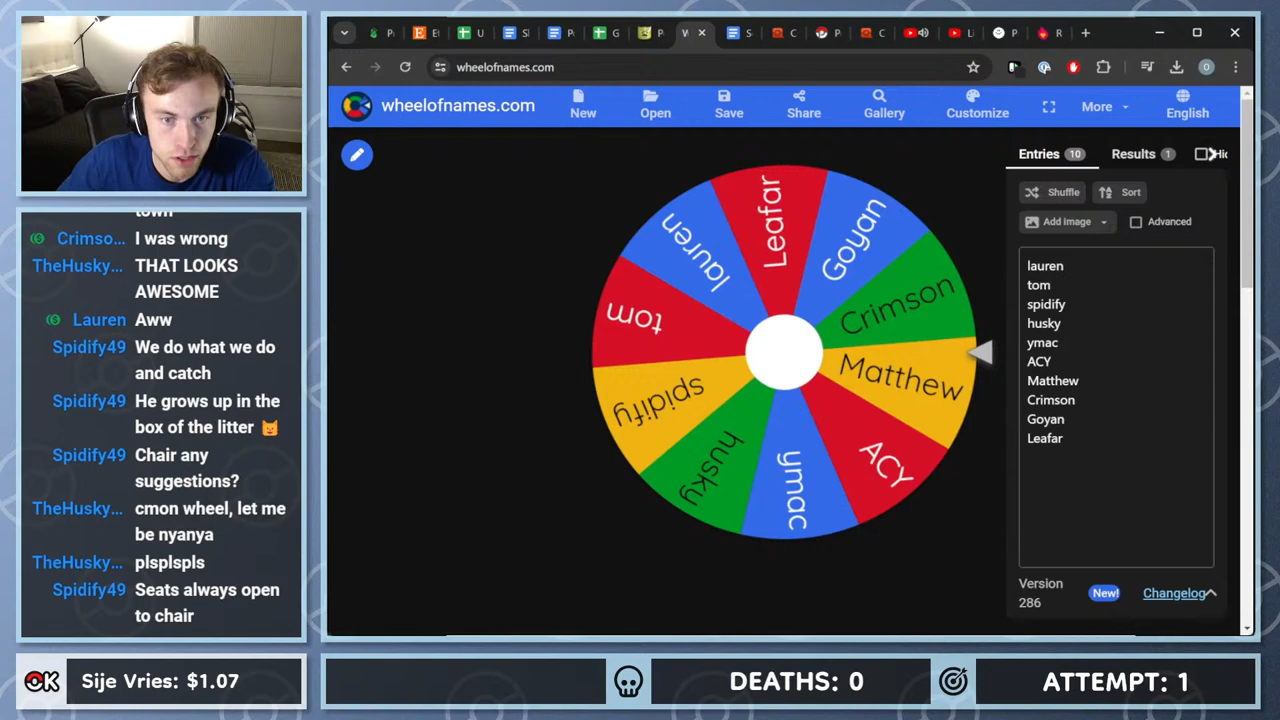 wheelofnames.com
wheelofnames.com
New
Open
Save
Share
Gallery
Customize
More
English
Entries 10
Results 1
Shuffle
Sort
Add image
Advanced
lauren
tom
spidify
husky
ymac
ACY
Matthew
Crimson
Goyan
Leafar
Version
286
New!
Changelog
Leafar
Goyan
Crimson
Matthew
ACY
ymac
husky
spidify
tom
lauren
town
Crimso... I was wrong
TheHusky... THAT LOOKS
AWESOME
Lauren Aww
Spidify49 We do what we do
and catch
Spidify49 He grows up in the
box of the litter
Spidify49 Chair any
suggestions?
TheHusky... cmon wheel, let me
be nyanya
TheHusky... plsplspls
Spidify49 Seats always open
to chair
OK
Sije Vries: $1.07
DEATHS: 0
ATTEMPT: 1